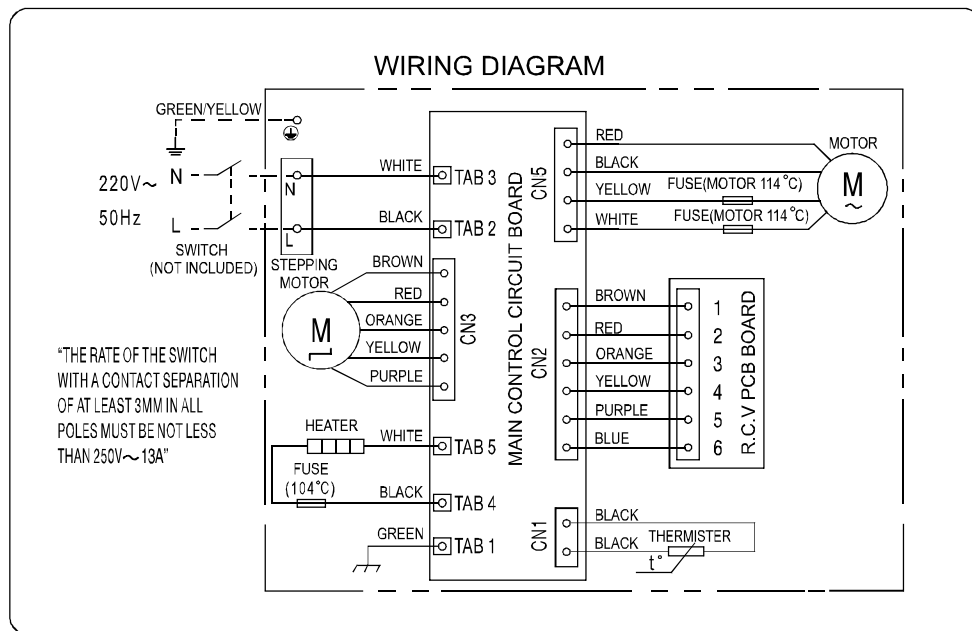 WIRING DIAGRAM
GREEN/YELLOW
220V～
50Hz
N
L
SWITCH
(NOT INCLUDED)
N
L
WHITE
TAB 3
BLACK
TAB 2
STEPPING
MOTOR
M
BROWN
RED
ORANGE
YELLOW
PURPLE
CN3
"THE RATE OF THE SWITCH
WITH A CONTACT SEPARATION
OF AT LEAST 3MM IN ALL
POLES MUST BE NOT LESS
THAN 250V～ 13A"
HEATER
WHITE
TAB 5
FUSE
(104°C)
BLACK
TAB 4
GREEN
TAB 1
MAIN CONTROL CIRCUIT BOARD
CN5
RED
BLACK
YELLOW
WHITE
FUSE(MOTOR 114°C)
FUSE(MOTOR 114°C)
MOTOR
M
～
CN2
BROWN
RED
ORANGE
YELLOW
PURPLE
BLUE
1
2
3
4
5
6
R.C.V PCB BOARD
CN1
BLACK
BLACK
THERMISTER
t°